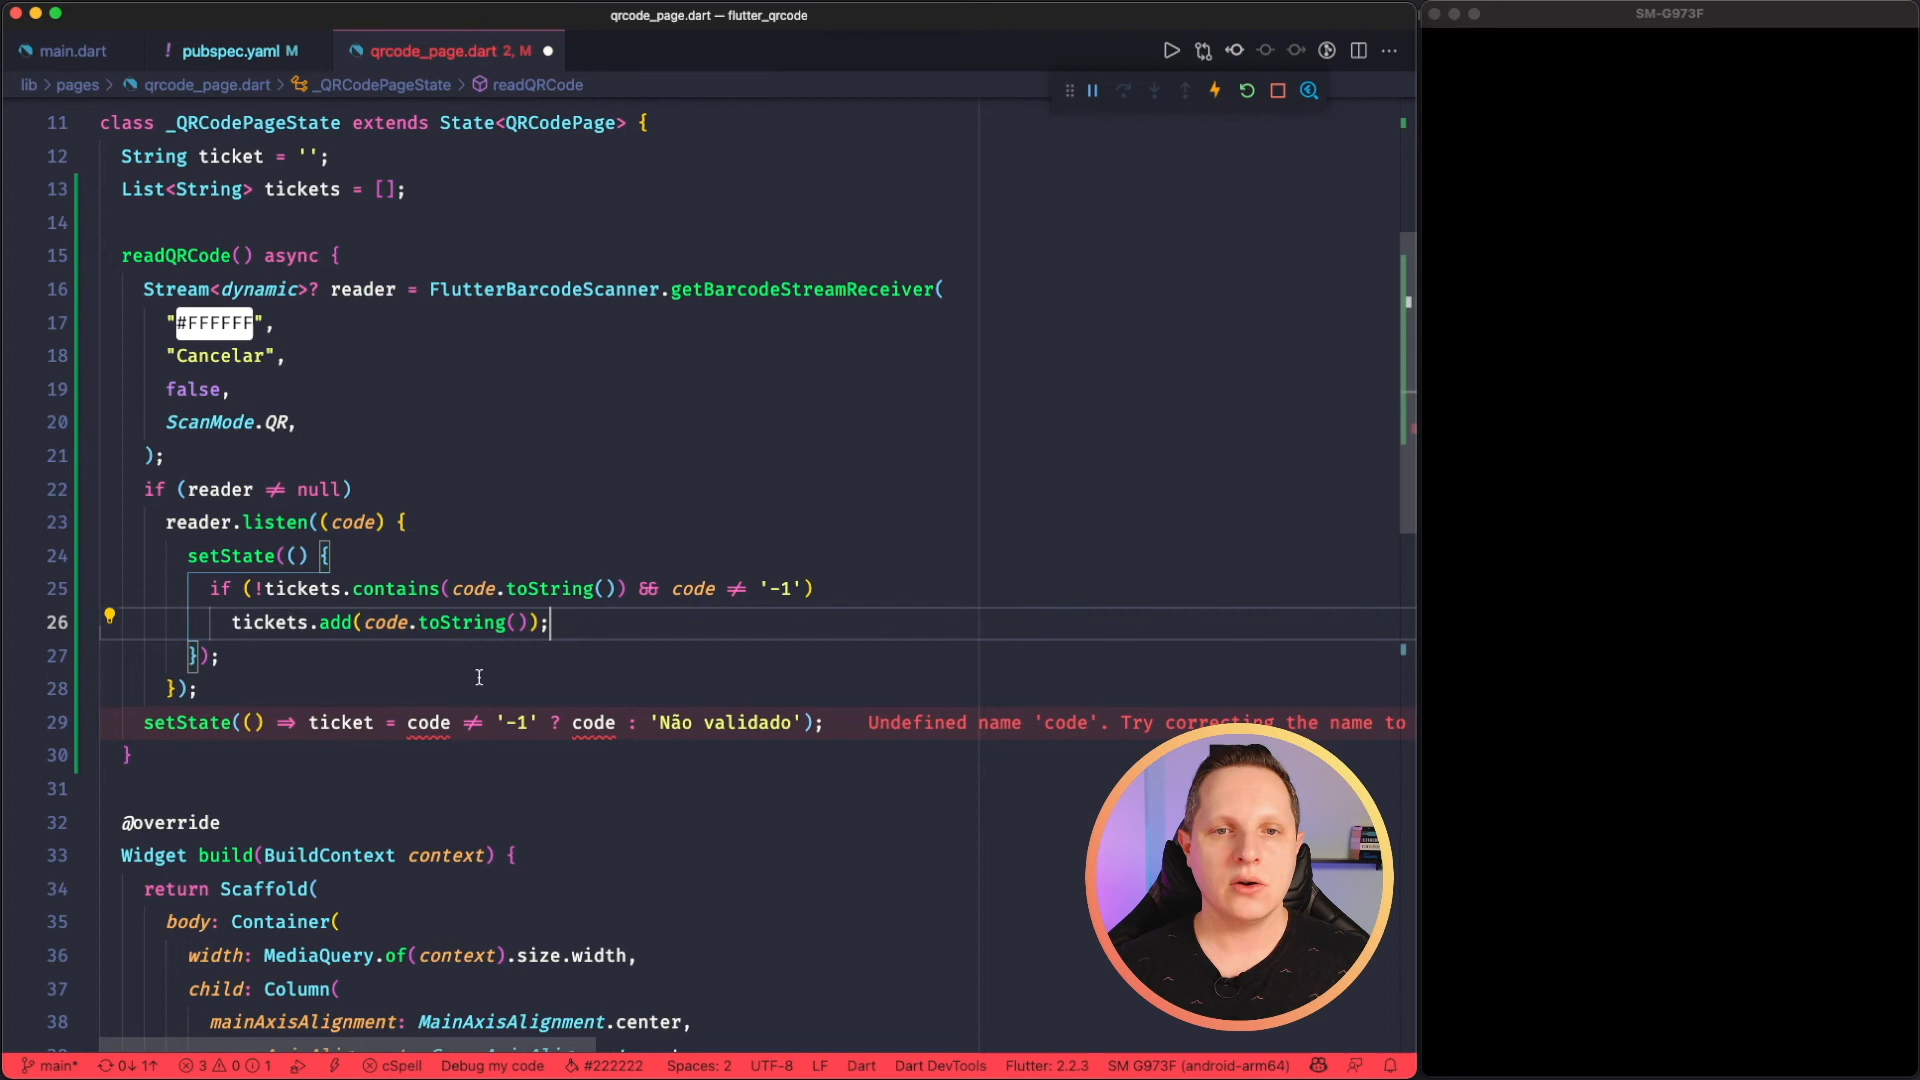 qrcode_page.dart — flutter_qrcode
SM-G973F
main.dart
! pubspec.yaml M
qrcode_page.dart 2, M
lib > pages > qrcode_page.dart > _QRCodePageState > readQRCode
11 class _QRCodePageState extends State<QRCodePage> {
12 String ticket = '';
13 List<String> tickets = [];
14
15 readQRCode() async {
16 Stream<dynamic>? reader = FlutterBarcodeScanner.getBarcodeStreamReceiver(
17 "#FFFFFF",
18 "Cancelar",
19 false,
20 ScanMode.QR,
21 );
22 if (reader != null)
23 reader.listen((code) {
24 setState(() {
25 if (!tickets.contains(code.toString()) && code != '-1')
26 tickets.add(code.toString());
27 });
28 });
29 setState(() => ticket = code != '-1' ? code : 'Não validado'); Undefined name 'code'. Try correcting the name to
30 }
31
32 @override
33 Widget build(BuildContext context) {
34 return Scaffold(
35 body: Container(
36 width: MediaQuery.of(context).size.width,
37 child: Column(
38 mainAxisAlignment: MainAxisAlignment.center,
main* 0↓ 1↑ 3 0 1 cSpell Debug my code #222222 Spaces: 2 UTF-8 LF Dart Dart DevTools Flutter: 2.2.3 SM G973F (android-arm64)